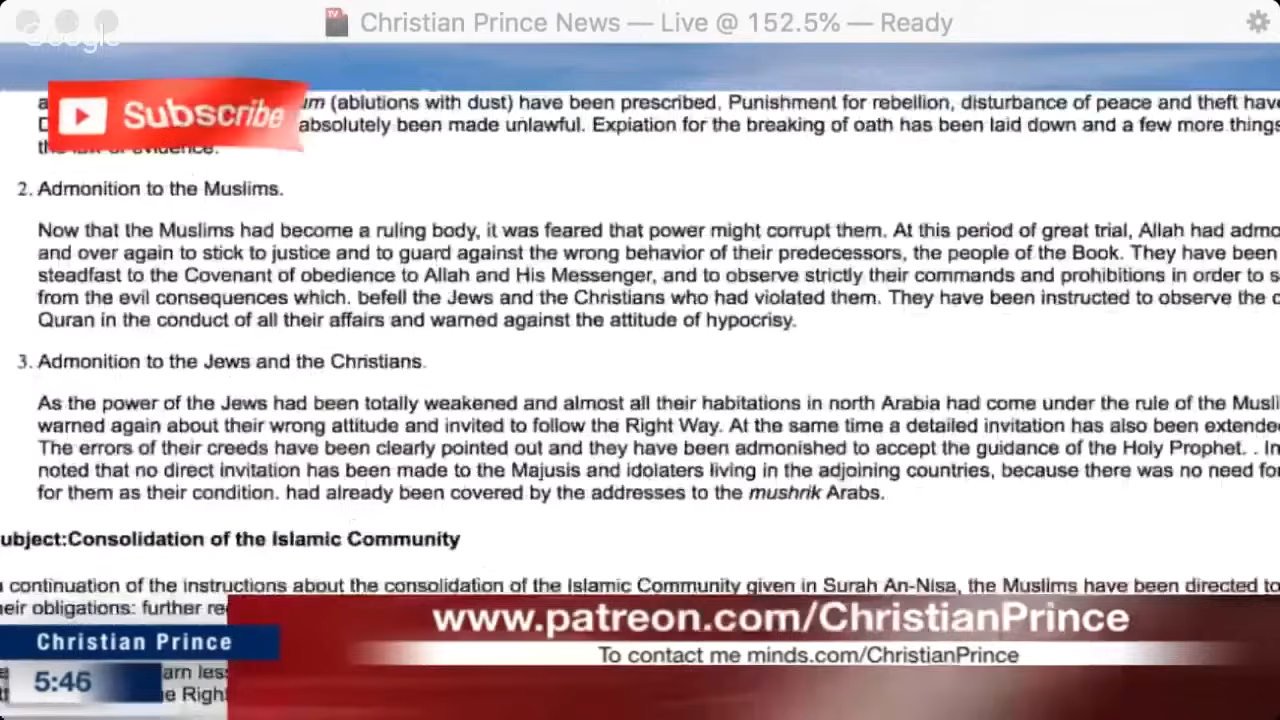 Christian Prince News — Live @ 152.5% — Ready
Google
Subscribe
(ablutions with dust) have been prescribed, Punishment for rebellion, disturbance of peace and theft have
absolutely been made unlawful. Expiation for the breaking of oath has been laid down and a few more things
evidence.
2. Admonition to the Muslims.
Now that the Muslims had become a ruling body, it was feared that power might corrupt them. At this period of great trial, Allah had admo
and over again to stick to justice and to guard against the wrong behavior of their predecessors, the people of the Book. They have been
steadfast to the Covenant of obedience to Allah and His Messenger, and to observe strictly their commands and prohibitions in order to s
from the evil consequences which. befell the Jews and the Christians who had violated them. They have been instructed to observe the
Quran in the conduct of all their affairs and warned against the attitude of hypocrisy.
3. Admonition to the Jews and the Christians.
As the power of the Jews had been totally weakened and almost all their habitations in north Arabia had come under the rule of the Musli
warned again about their wrong attitude and invited to follow the Right Way. At the same time a detailed invitation has also been extende
The errors of their creeds have been clearly pointed out and they have been admonished to accept the guidance of the Holy Prophet. . In
noted that no direct invitation has been made to the Majusis and idolaters living in the adjoining countries, because there was no need for
for them as their condition. had already been covered by the addresses to the mushrik Arabs.
ubject:Consolidation of the Islamic Community
continuation of the instructions about the consolidation of the Islamic Community given in Surah An-Nisa, the Muslims have been directed to
eir obligations: further re
www.patreon.com/ChristianPrince
Christian Prince
To contact me minds.com/ChristianPrince
5:46
arn les
e Right